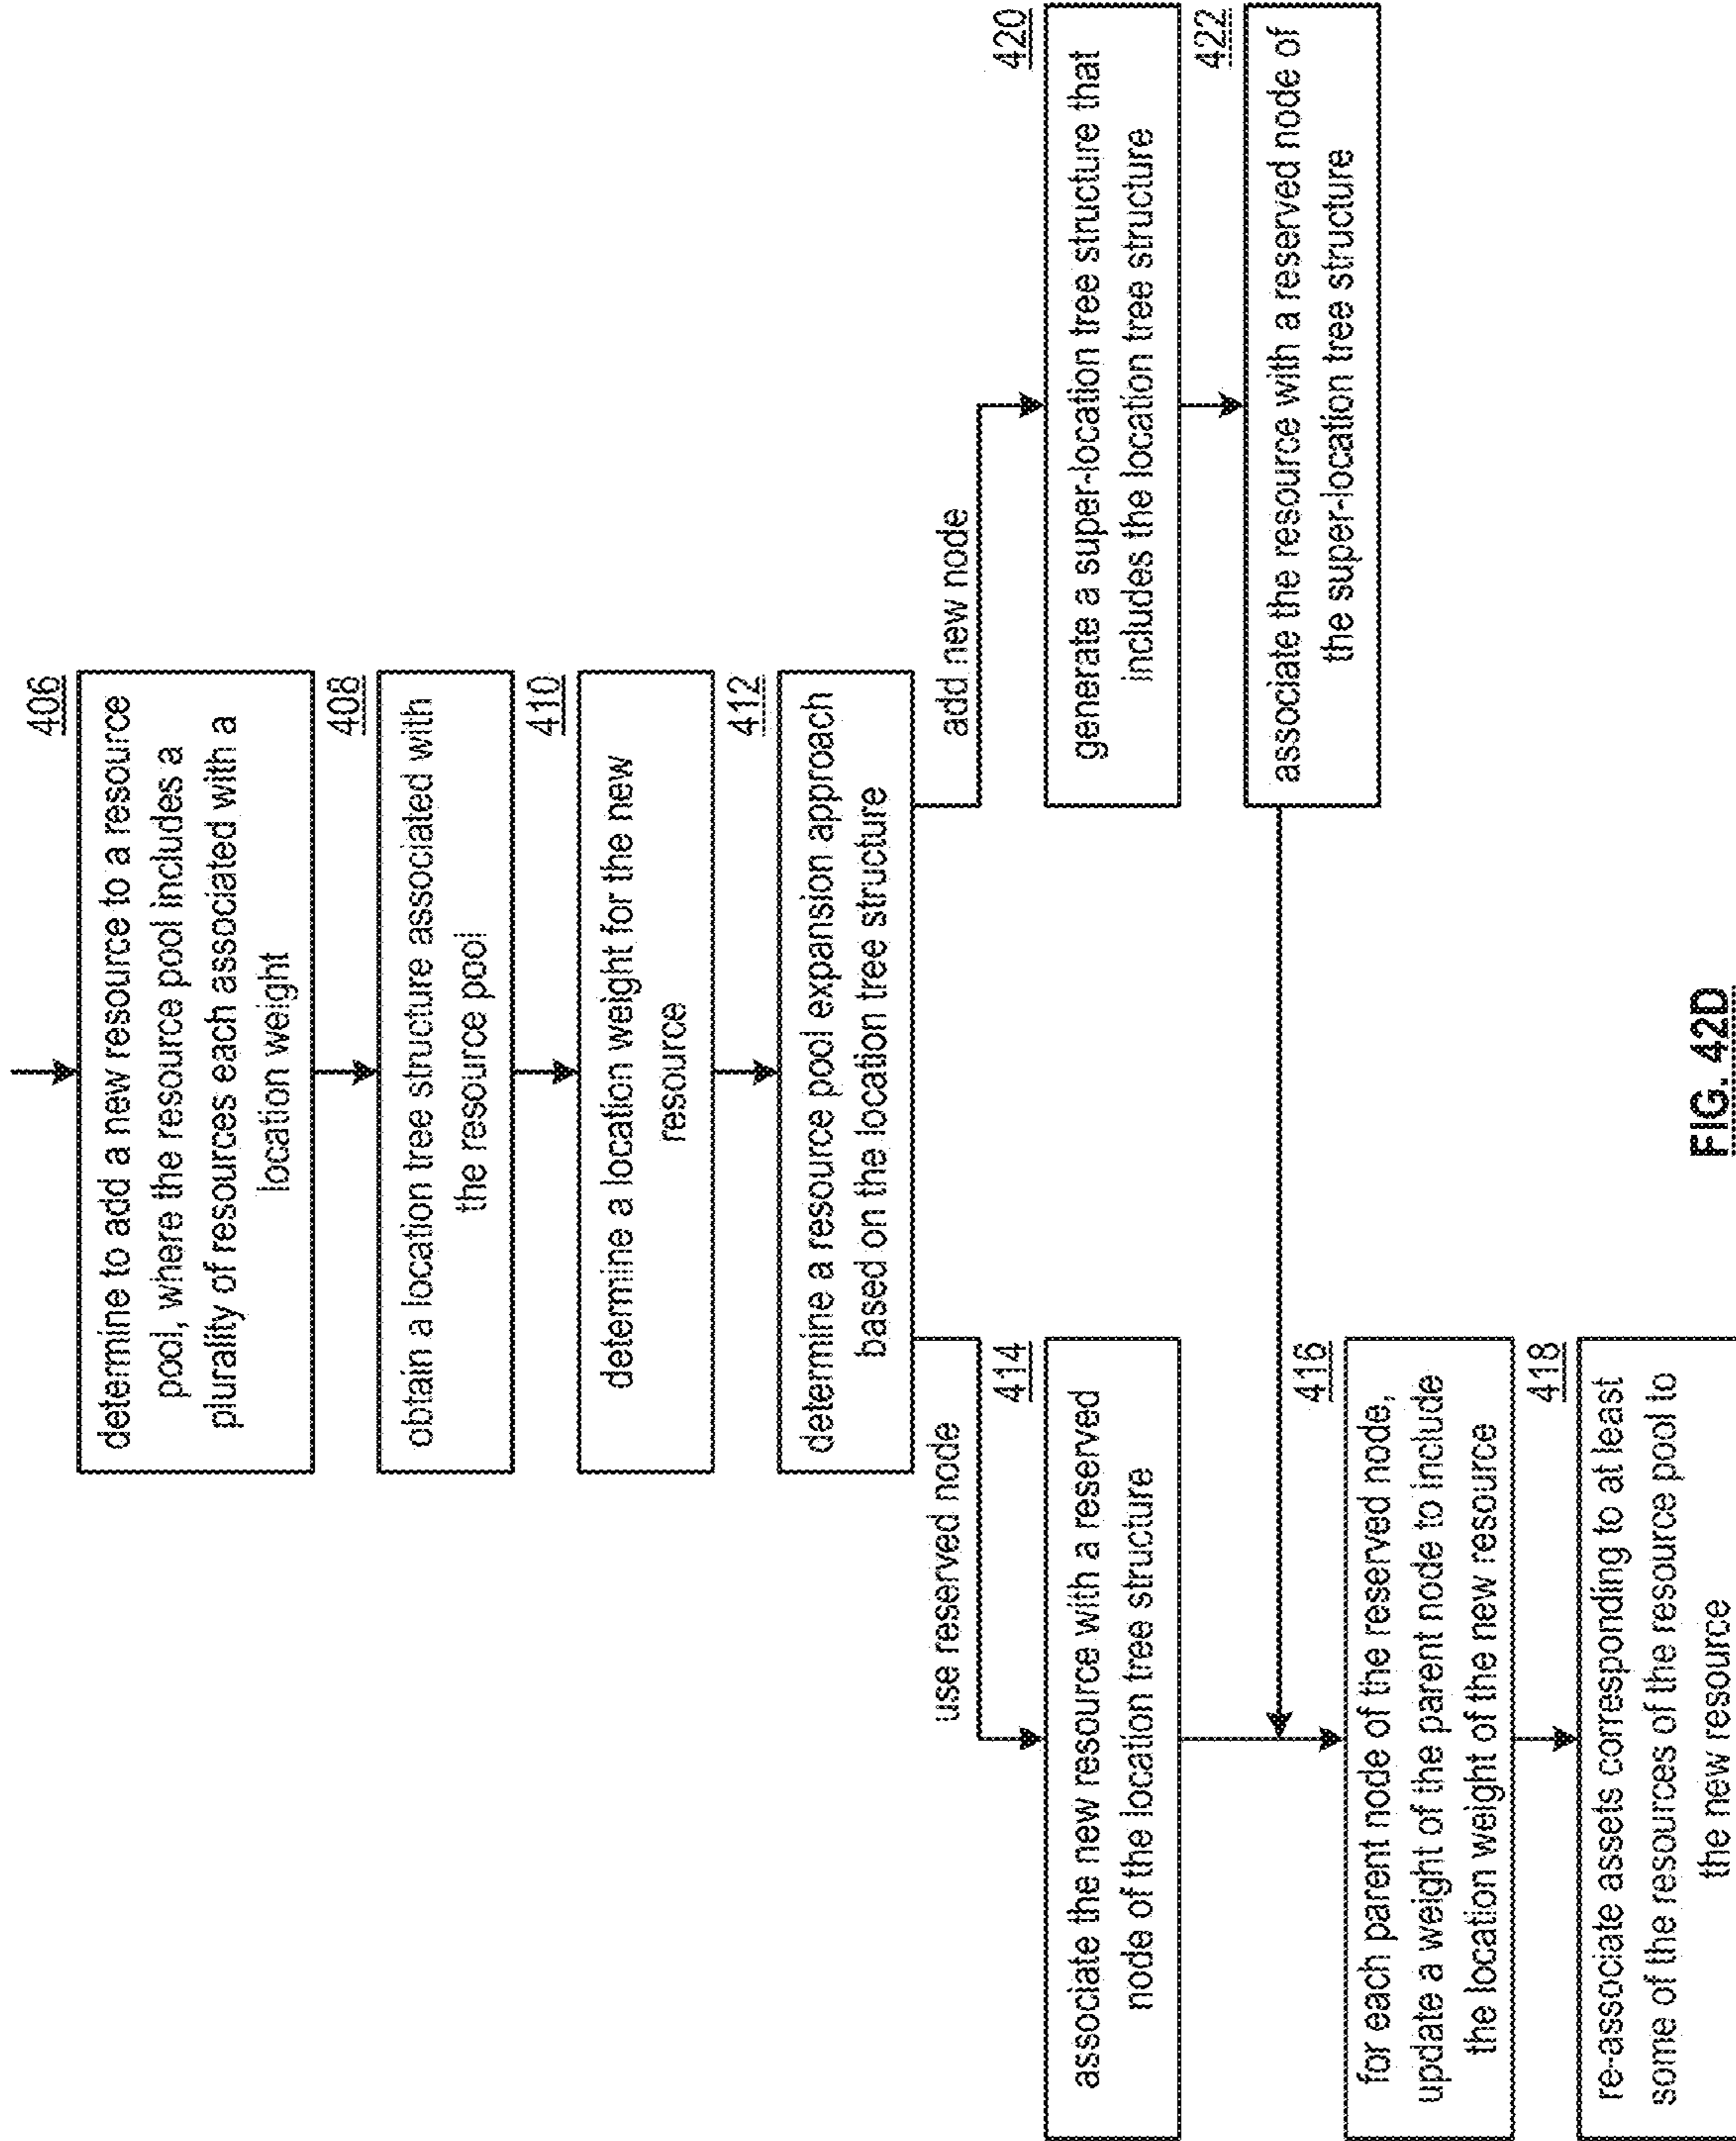 406
determine to add a new resource to a resource
pool, where the resource pool includes a
plurality of resources each associated with a
location weight
408
obtain a location tree structure associated with
the resource pool
410
determine a location weight for the new
resource
412
determine a resource pool expansion approach
based on the location tree structure
use reserved node
add new node
414
associate the new resource with a reserved
node of the location tree structure
416
for each parent node of the reserved node,
update a weight of the parent node to include
the location weight of the new resource
418
re-associate assets corresponding to at least
some of the resources of the resource pool to
the new resource
420
generate a super-location tree structure that
includes the location tree structure
422
associate the resource with a reserved node of
the super-location tree structure
FIG. 42D